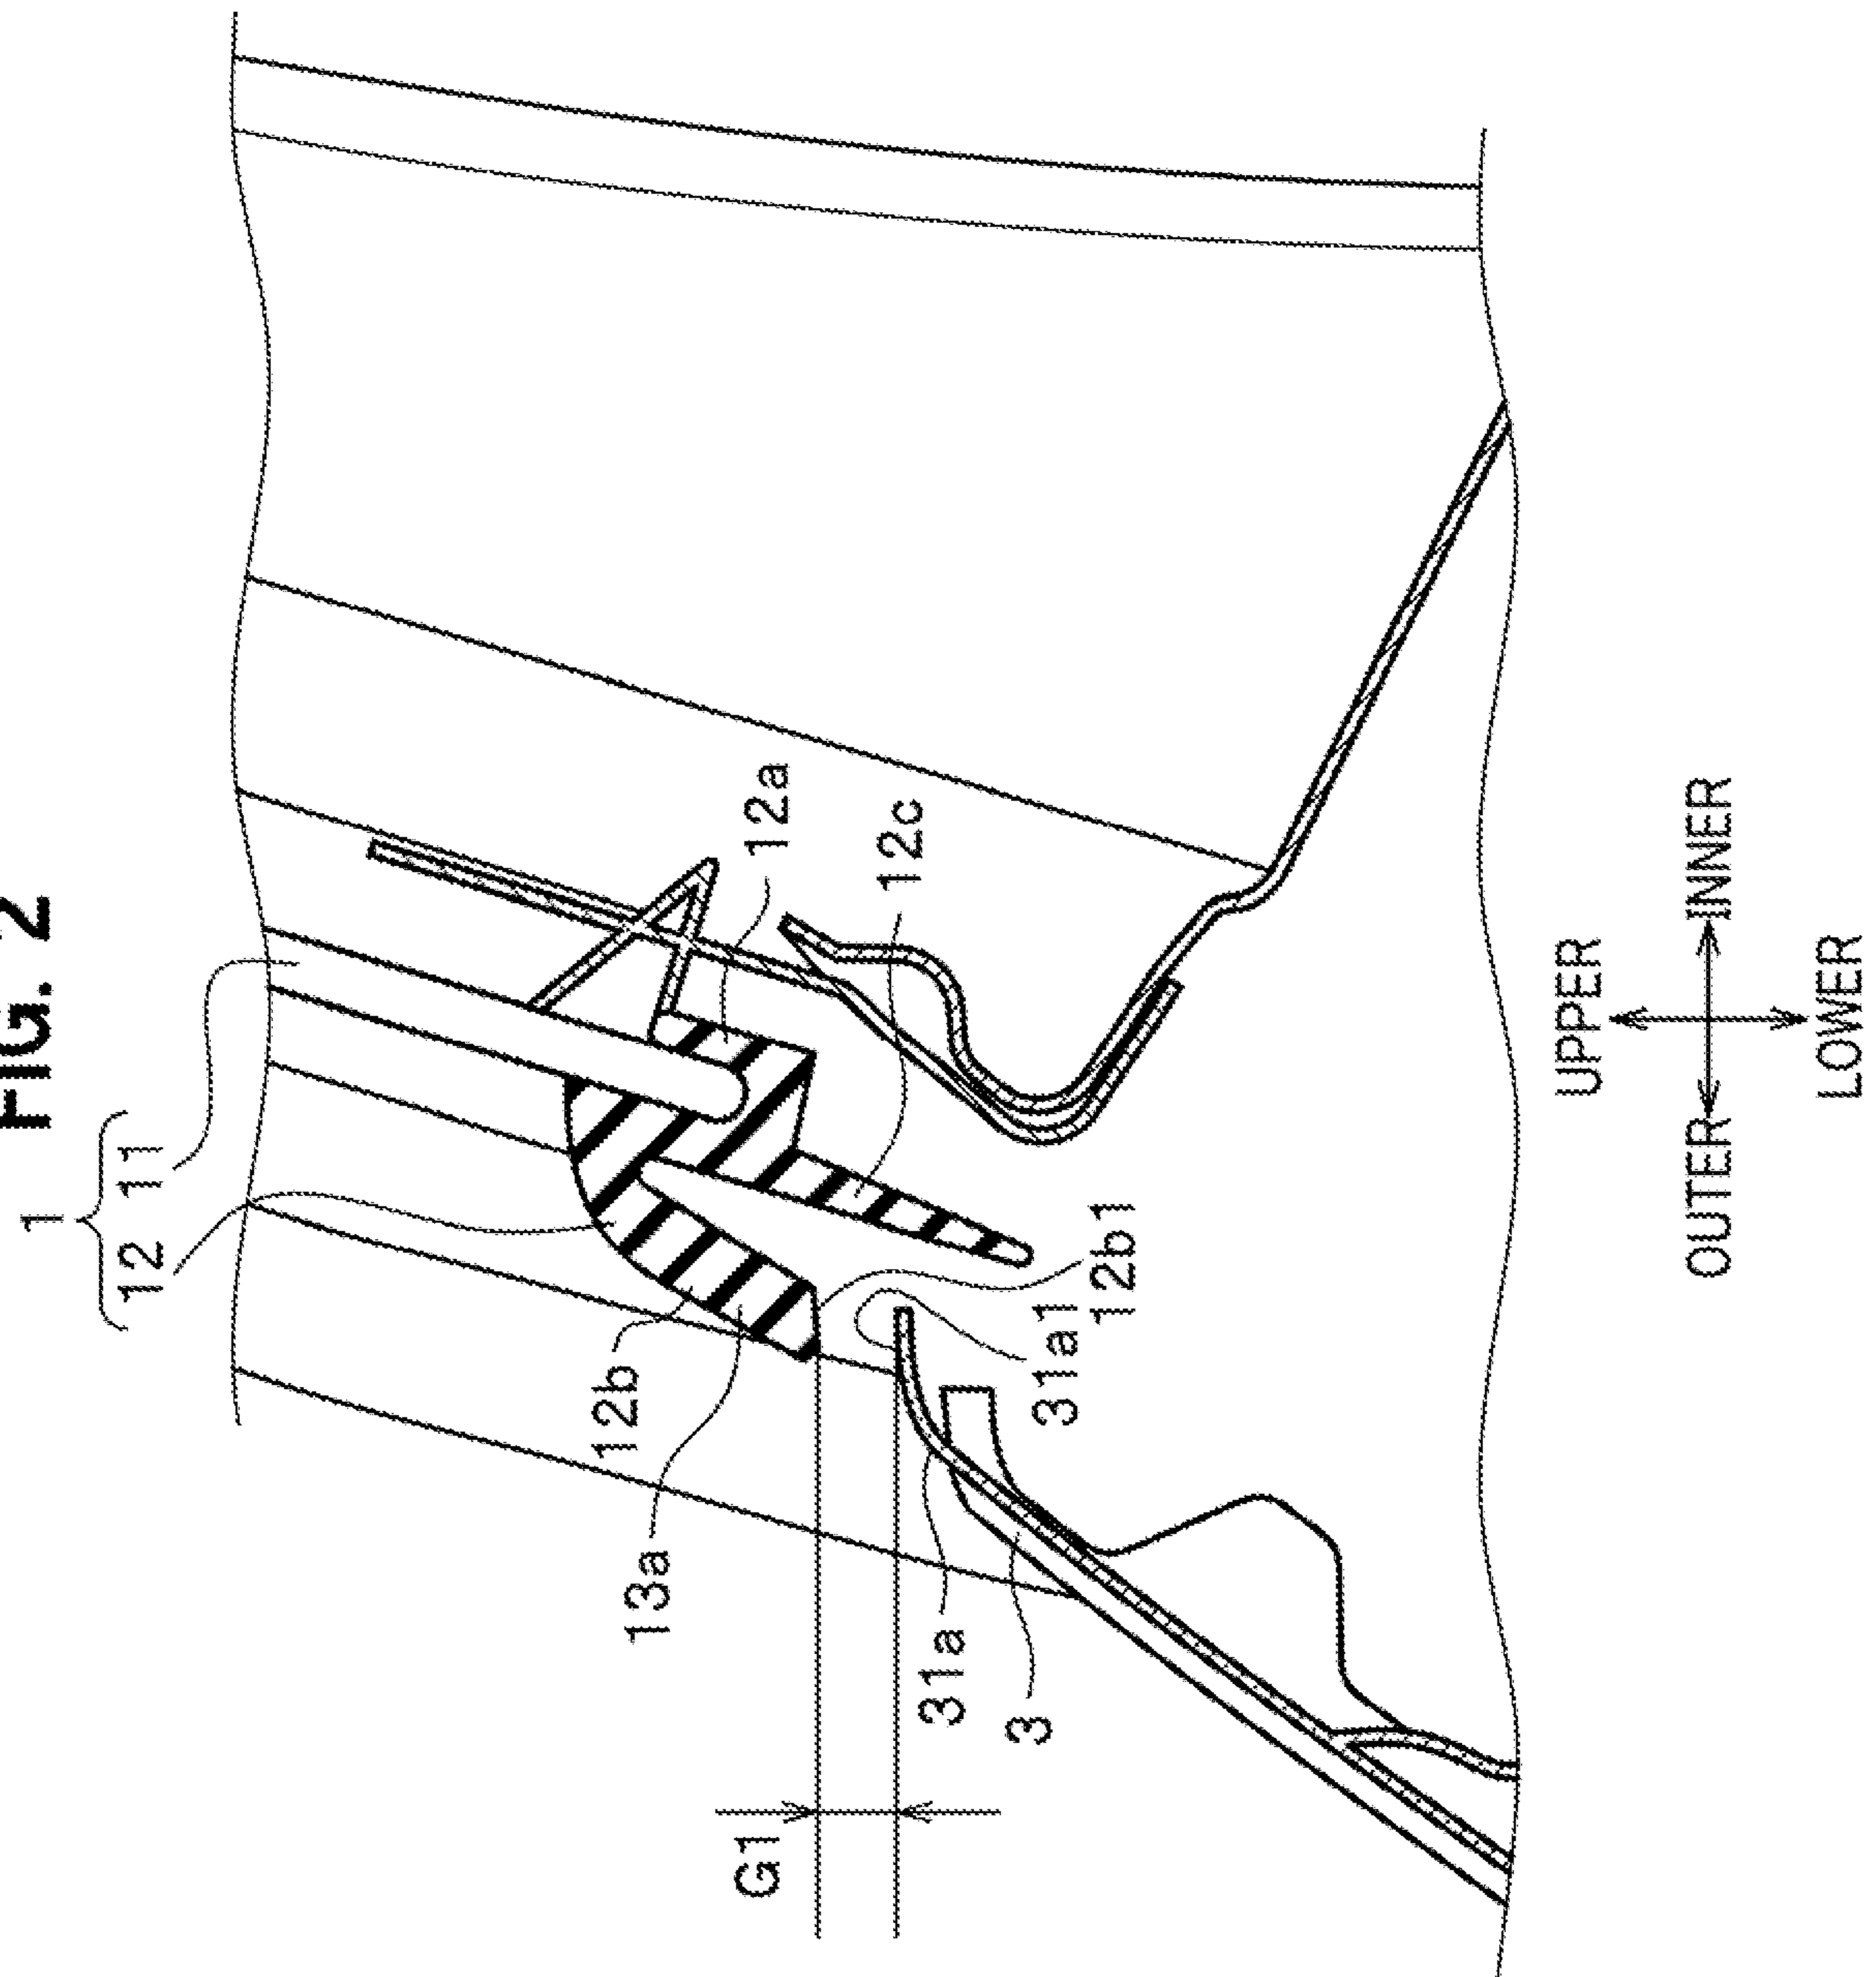 FIG. 2
1
12 11
12a
12c
12b
13a
12b1
31a1
31a
3
G1
UPPER
OUTER INNER
LOWER